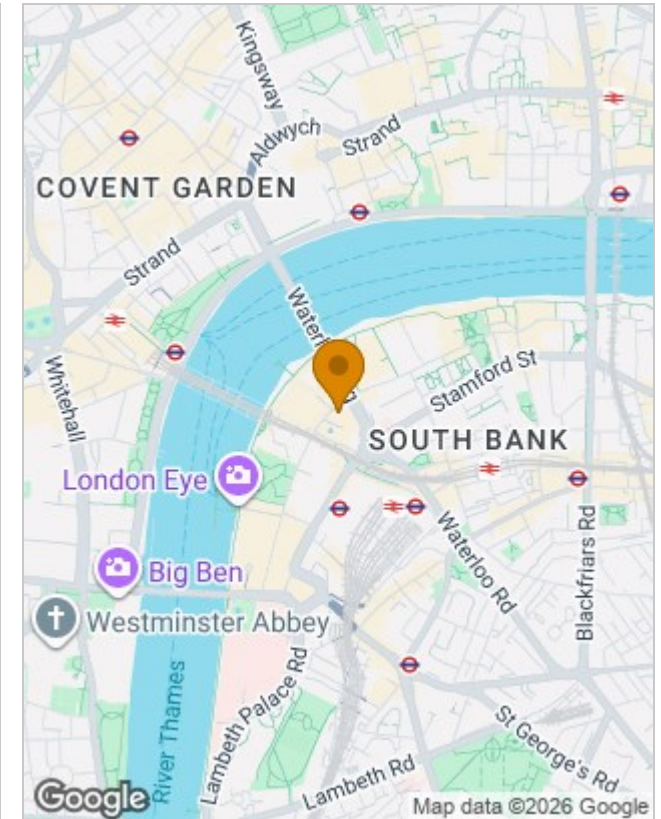 Kingsway
Aldwych
Strand
COVENT GARDEN
Strand
Whitehall
Stamford St
SOUTH BANK
London Eye
Waterloo Rd
Big Ben
Blackfriars Rd
Westminster Abbey
River Thames
Lambeth Palace Rd
Lambeth Rd
St George's Rd
Google
Map data ©2026 Google